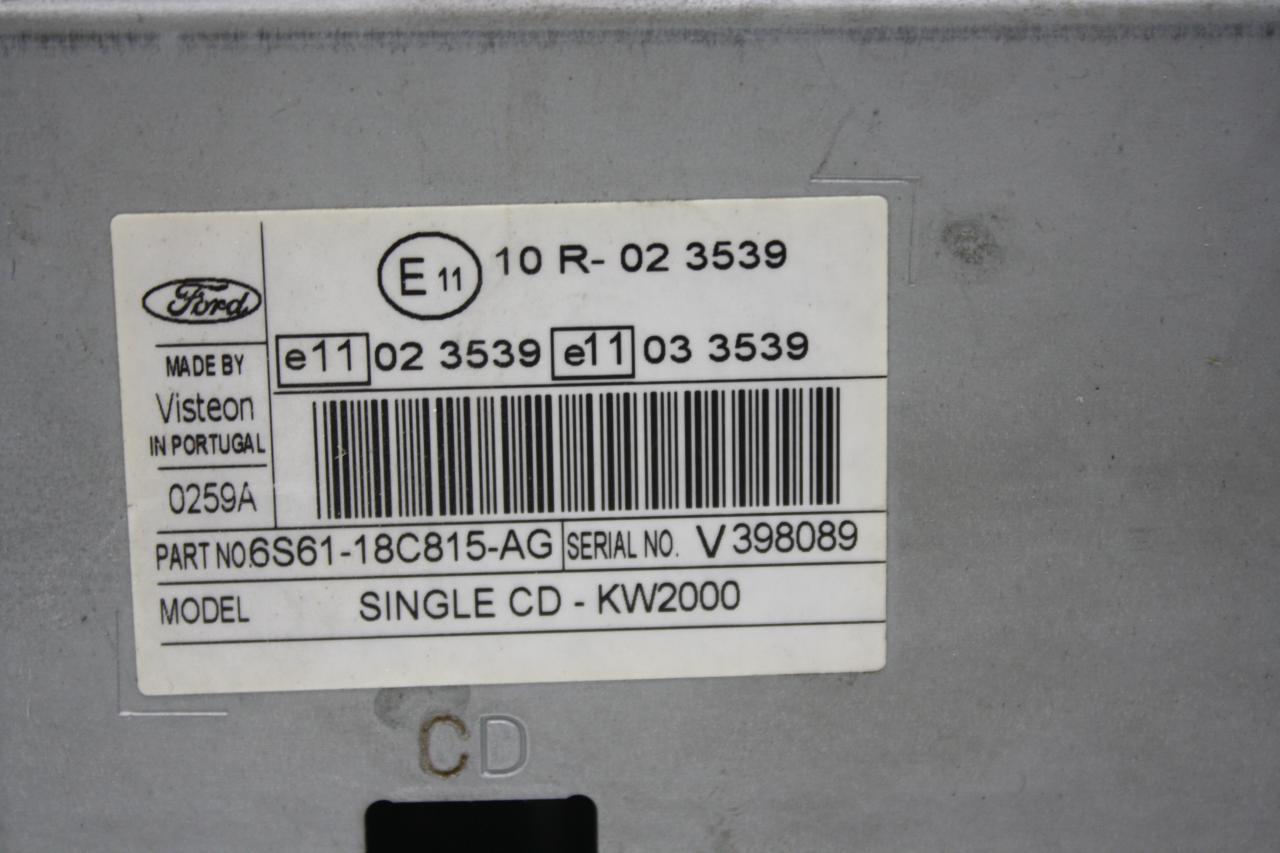 E 11 10 R- 02 3539
Ford
e11 02 3539 e11 03 3539
MADE BY
Visteon
IN PORTUGAL
0259A
PART NO. 6S61-18C815-AG SERIAL NO. V 398089
MODEL SINGLE CD - KW2000
CD